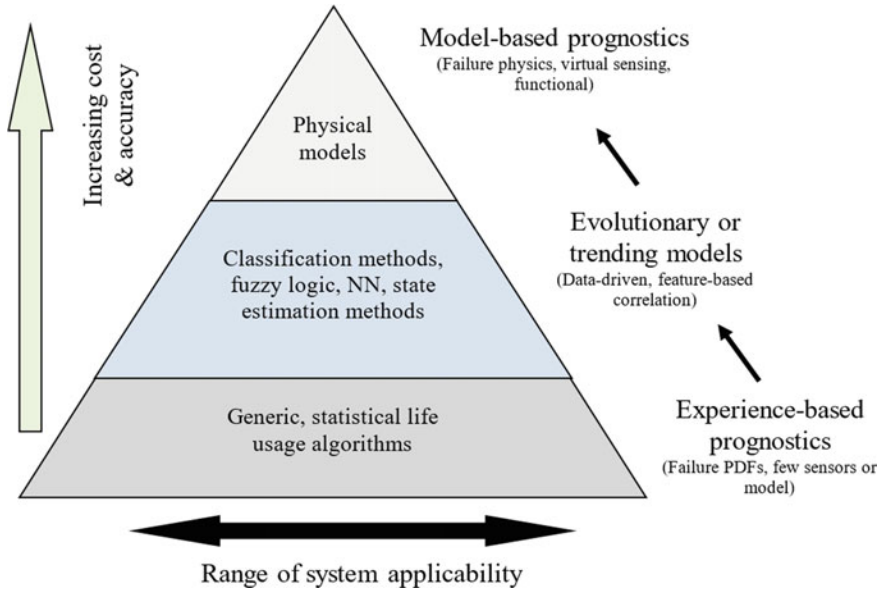 Increasing cost
& accuracy
Model-based prognostics
(Failure physics, virtual sensing,
functional)
Physical
models
Evolutionary or
trending models
(Data-driven, feature-based
correlation)
Classification methods,
fuzzy logic, NN, state
estimation methods
Experience-based
prognostics
(Failure PDFs, few sensors or
model)
Generic, statistical life
usage algorithms
Range of system applicability